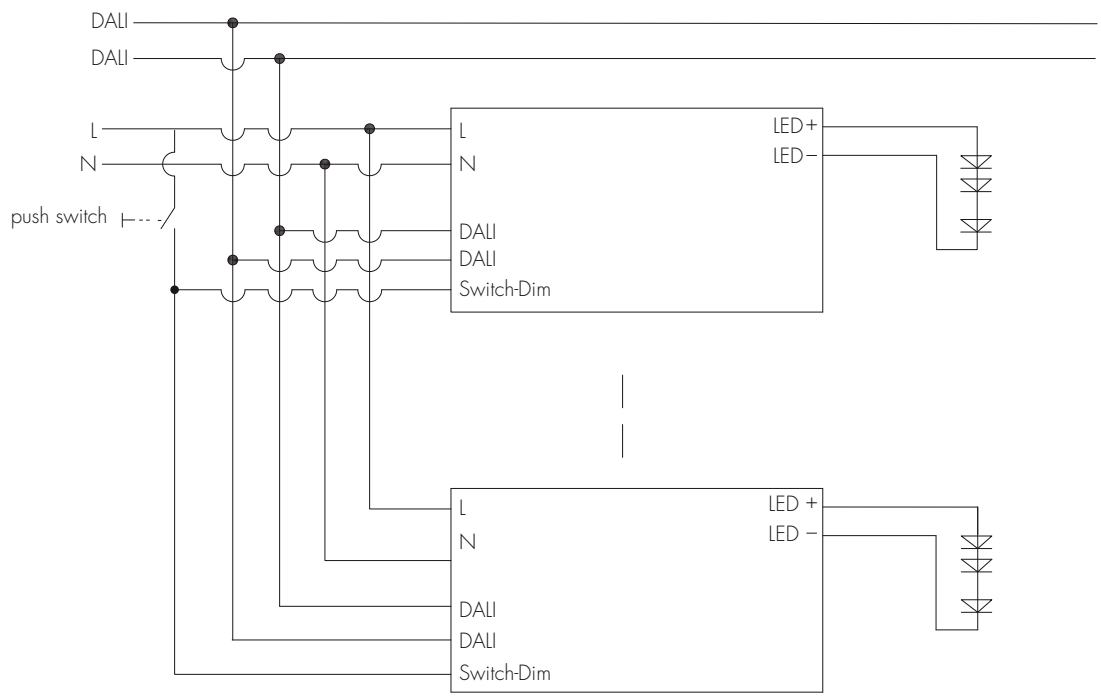 DALI
DALI
L
N
push switch
L
N
DALI
DALI
Switch-Dim
LED+
LED–
L
N
DALI
DALI
Switch-Dim
LED +
LED –